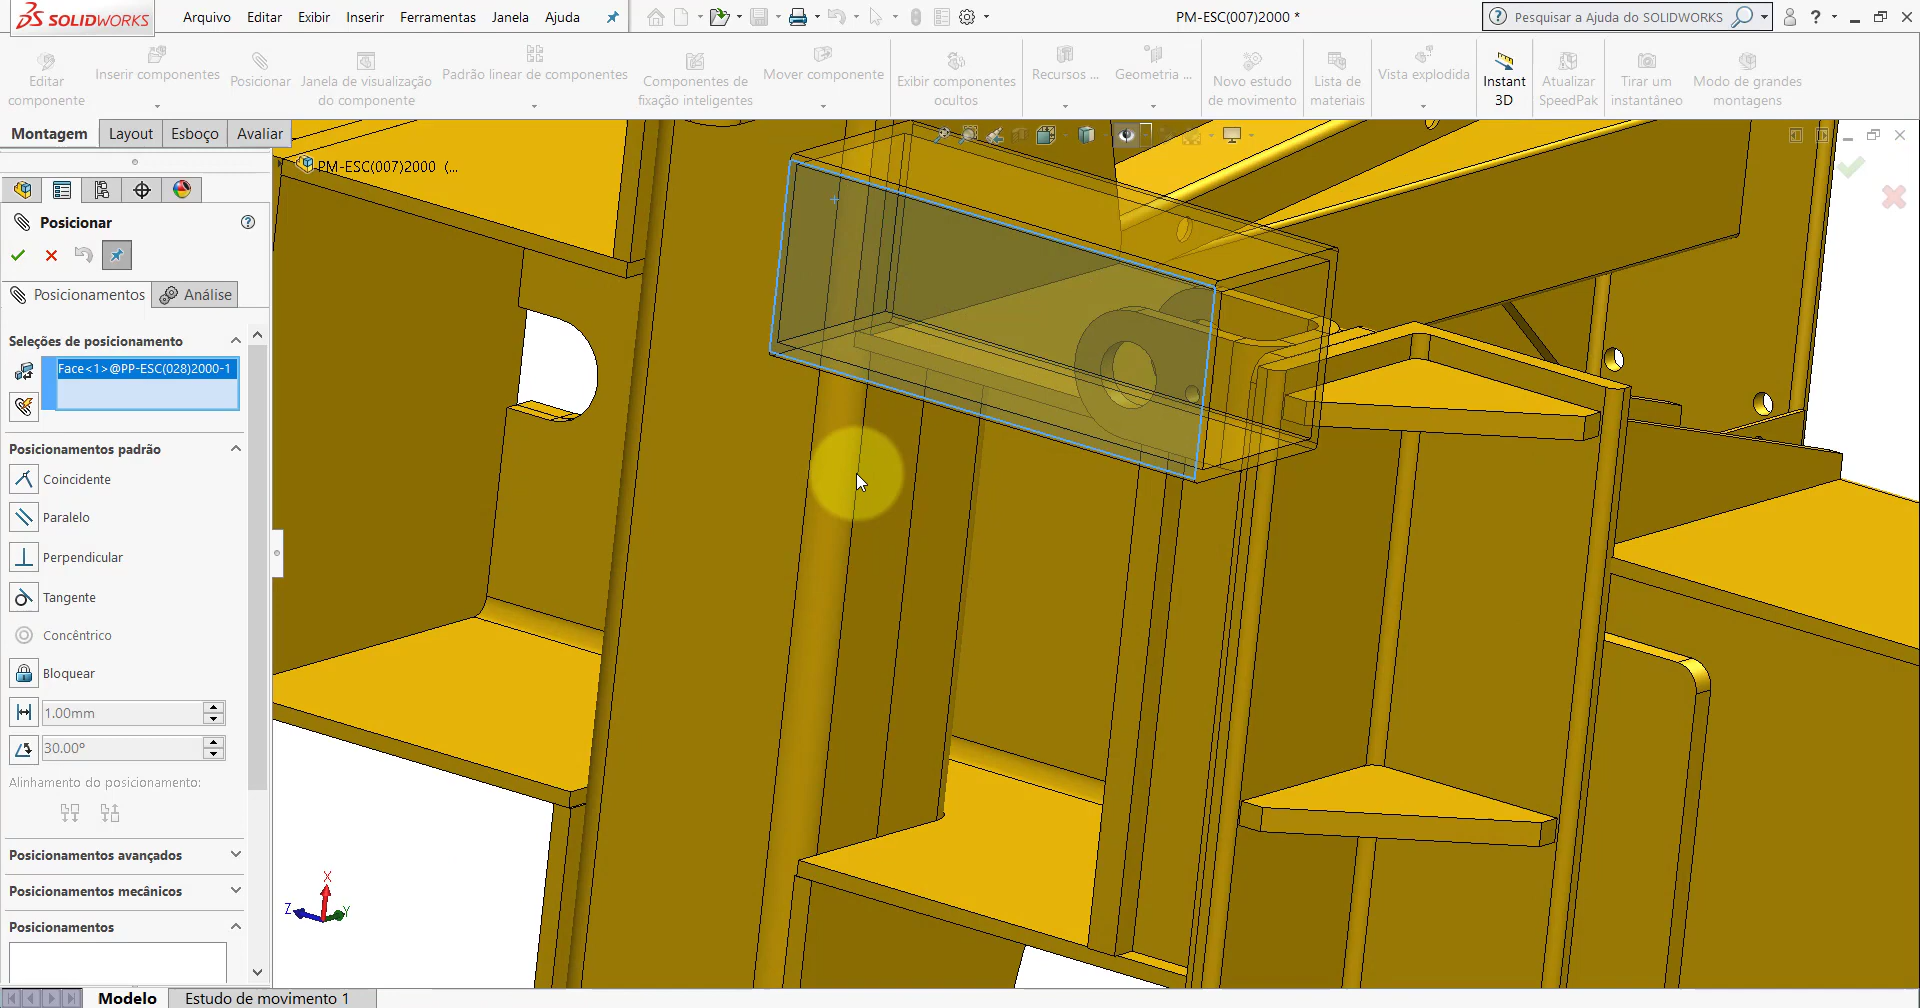 SOLIDWORKS
Arquivo Editar Exibir Inserir Ferramentas Janela Ajuda
PM-ESC(007)2000 *
Pesquisar a Ajuda do SOLIDWORKS
Editar componente
Inserir componentes
Posicionar
Janela de visualização do componente
Padrão linear de componentes
Componentes de fixação inteligentes
Mover componente
Exibir componentes ocultos
Recursos ...
Geometria ...
Novo estudo de movimento
Lista de materiais
Vista explodida
Instant 3D
Atualizar SpeedPak
Tirar um instantâneo
Modo de grandes montagens
Montagem Layout Esboço Avaliar
PM-ESC(007)2000 (...
Posicionar
Posicionamentos Análise
Seleções de posicionamento
Face<1>@PP-ESC(028)2000-1
Posicionamentos padrão
Coincidente
Paralelo
Perpendicular
Tangente
Concêntrico
Bloquear
1.00mm
30.00°
Alinhamento do posicionamento:
Posicionamentos avançados
Posicionamentos mecânicos
Posicionamentos
X
Z
Y
Modelo Estudo de movimento 1